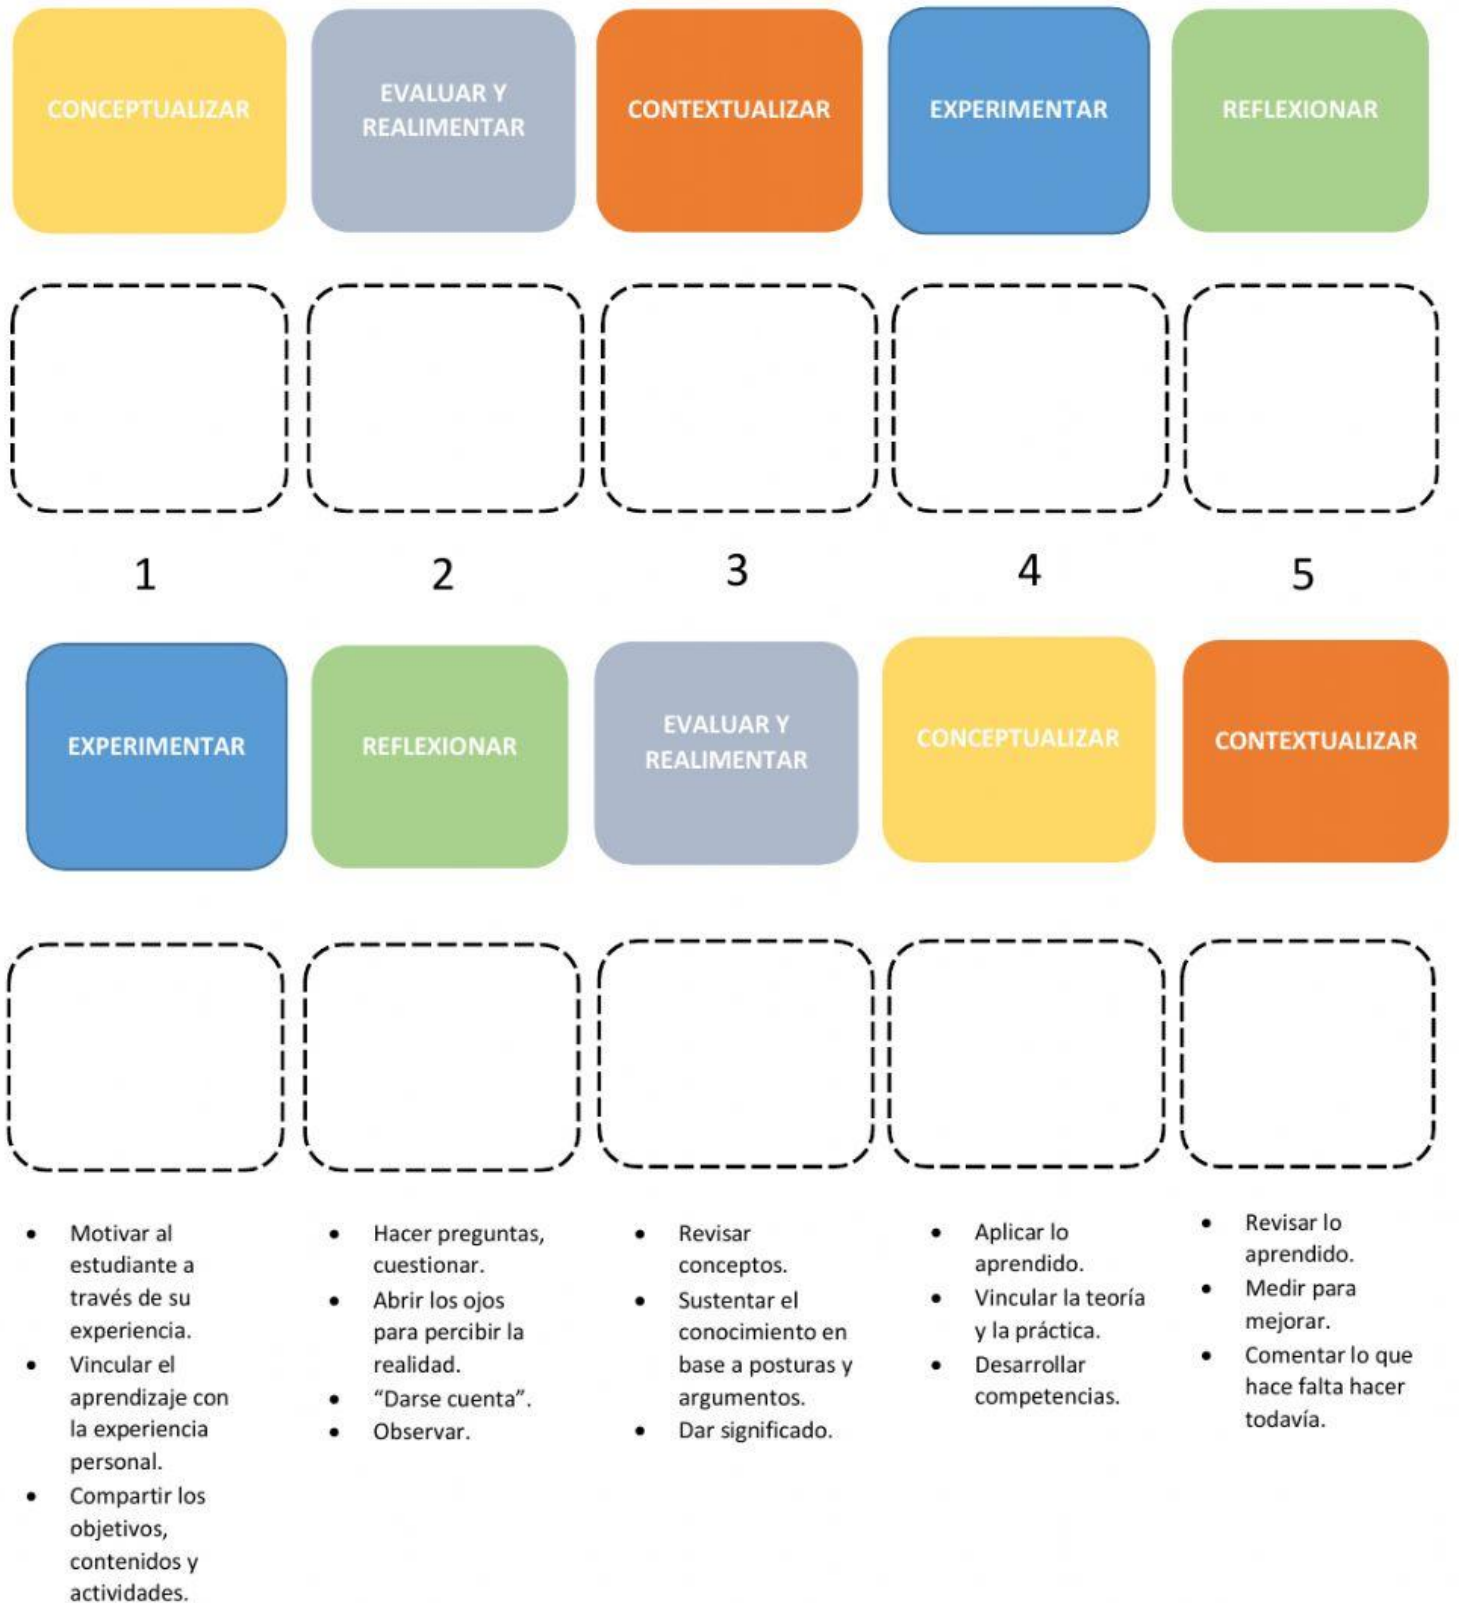 CONCEPTUALIZAR
EVALUAR Y
REALIMENTAR
CONTEXTUALIZAR
EXPERIMENTAR
REFLEXIONAR
1
2
3
4
5
EXPERIMENTAR
REFLEXIONAR
EVALUAR Y
REALIMENTAR
CONCEPTUALIZAR
CONTEXTUALIZAR
• Motivar al
estudiante a
través de su
experiencia.
• Vincular el
aprendizaje con
la experiencia
personal.
• Compartir los
objetivos,
contenidos y
actividades.
• Hacer preguntas,
cuestionar.
• Abrir los ojos
para percibir la
realidad.
• “Darse cuenta”.
• Observar.
• Revisar
conceptos.
• Sustentar el
conocimiento en
base a posturas y
argumentos.
• Dar significado.
• Aplicar lo
aprendido.
• Vincular la teoría
y la práctica.
• Desarrollar
competencias.
• Revisar lo
aprendido.
• Medir para
mejorar.
• Comentar lo que
hace falta hacer
todavía.